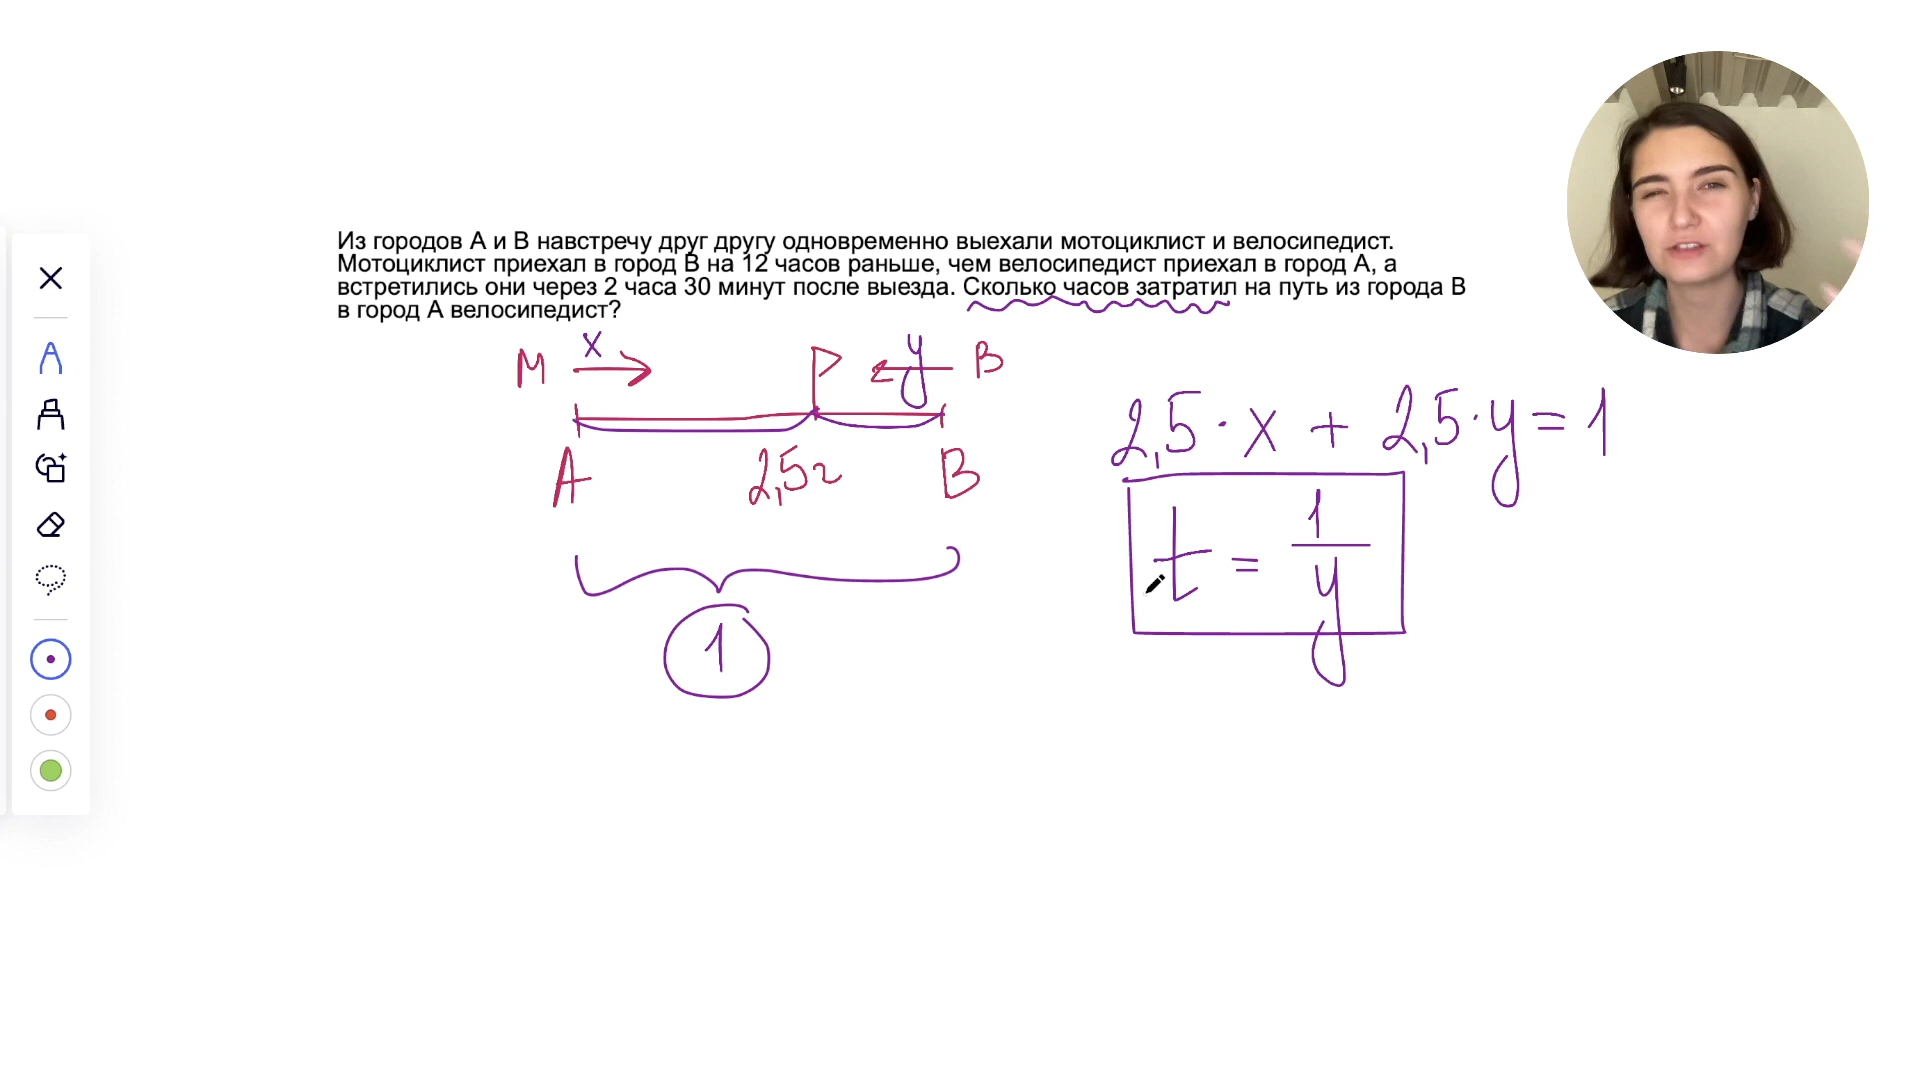 Из городов А и В навстречу друг другу одновременно выехали мотоциклист и велосипедист.
Мотоциклист приехал в город В на 12 часов раньше, чем велосипедист приехал в город А, а
встретились они через 2 часа 30 минут после выезда. Сколько часов затратил на путь из города В
в город А велосипедист?
М x Р y В
А 2,5г В
1
2,5 · x + 2,5 · y = 1
t = 1/y